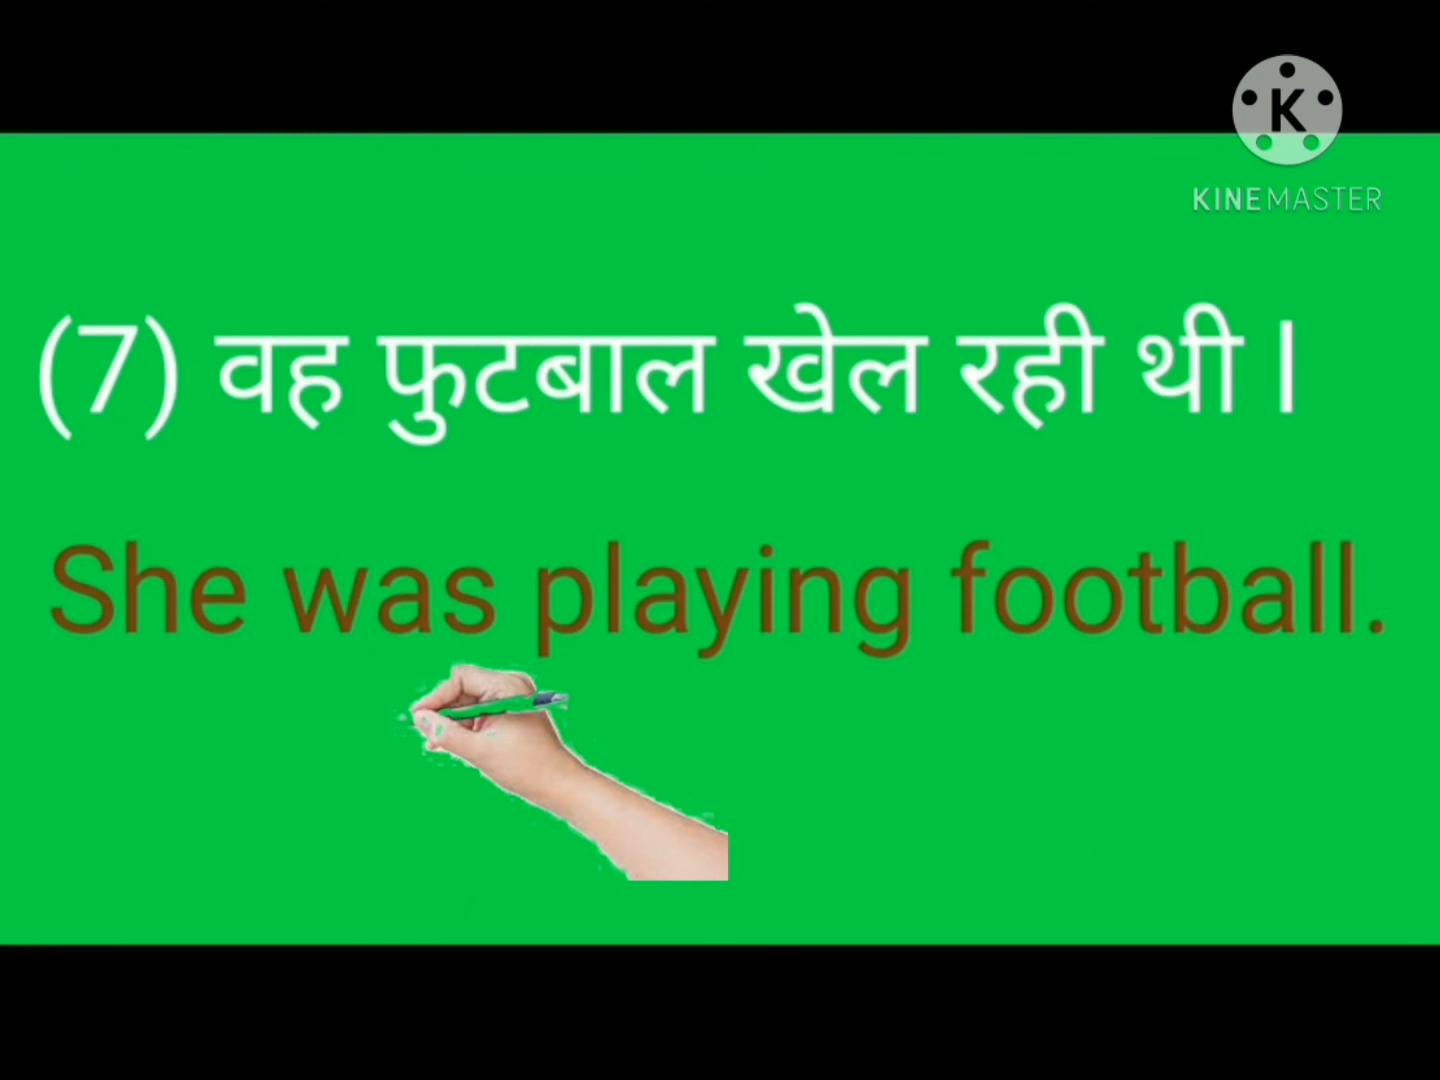 K
KINEMASTER
(7) वह फुटबाल खेल रही थी l
She was playing football.